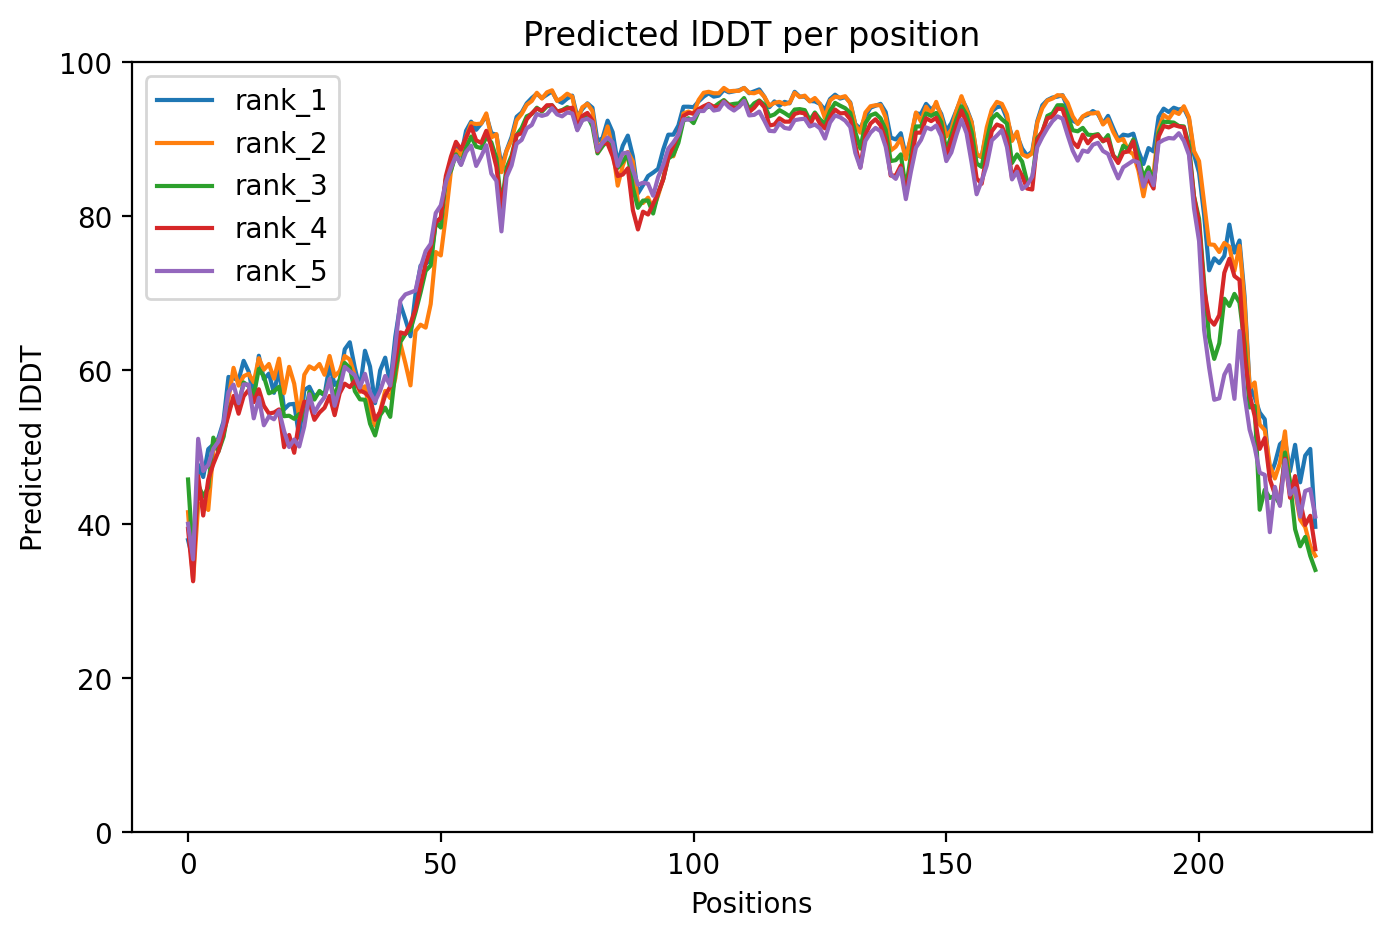 Predicted lDDT per position
100
80
60
40
20
0
Predicted lDDT
rank_1
rank_2
rank_3
rank_4
rank_5
0 50 100 150 200
Positions